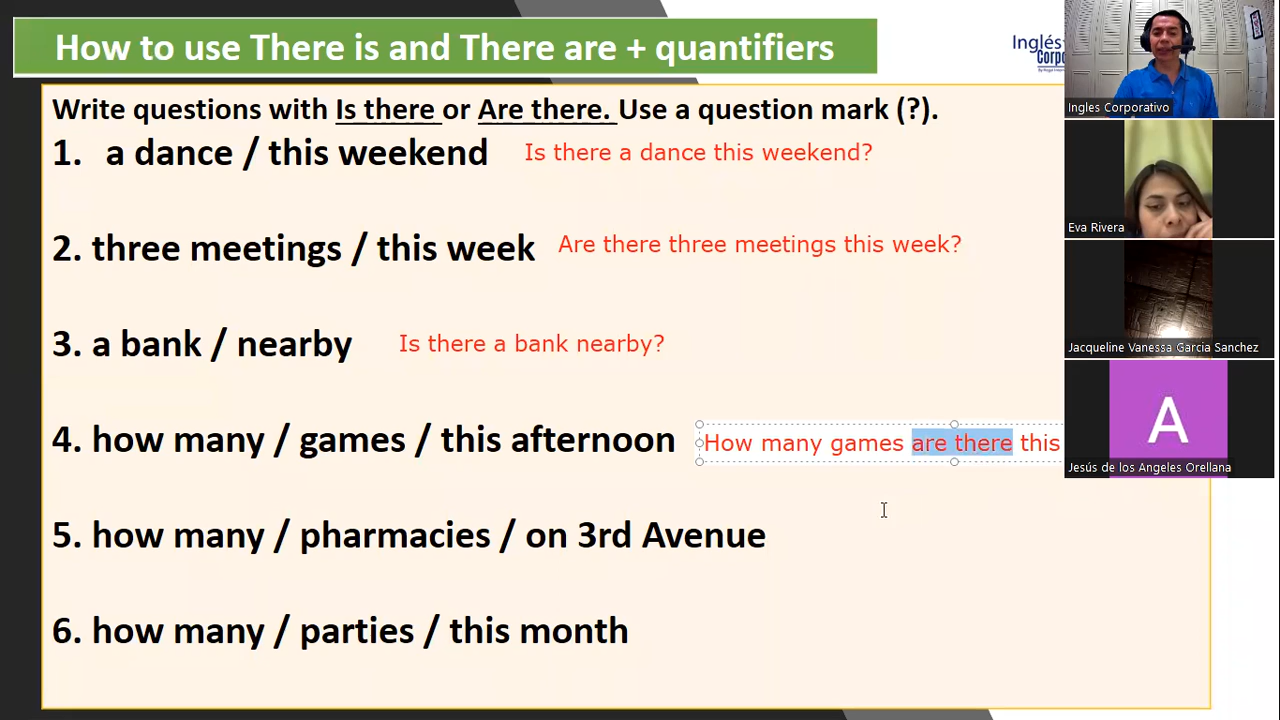 How to use There is and There are + quantifiers
Inglés
Corpo
Write questions with Is there or Are there. Use a question mark (?).
1. a dance / this weekend Is there a dance this weekend?
2. three meetings / this week Are there three meetings this week?
3. a bank / nearby Is there a bank nearby?
4. how many / games / this afternoon How many games are there this
5. how many / pharmacies / on 3rd Avenue
6. how many / parties / this month
Ingles Corporativo
Eva Rivera
Jacqueline Vanessa Garcia Sanchez
A
Jesús de los Angeles Orellana